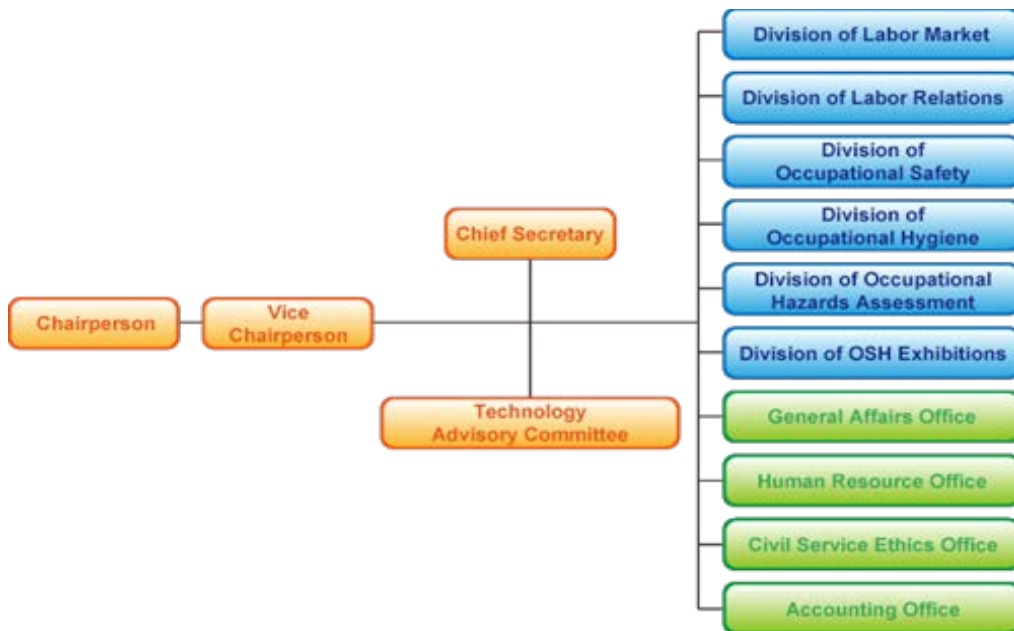 Chairperson
Vice
Chairperson
Chief Secretary
Technology
Advisory Committee
Division of Labor Market
Division of Labor Relations
Division of
Occupational Safety
Division of
Occupational Hygiene
Division of Occupational
Hazards Assessment
Division of OSH Exhibitions
General Affairs Office
Human Resource Office
Civil Service Ethics Office
Accounting Office